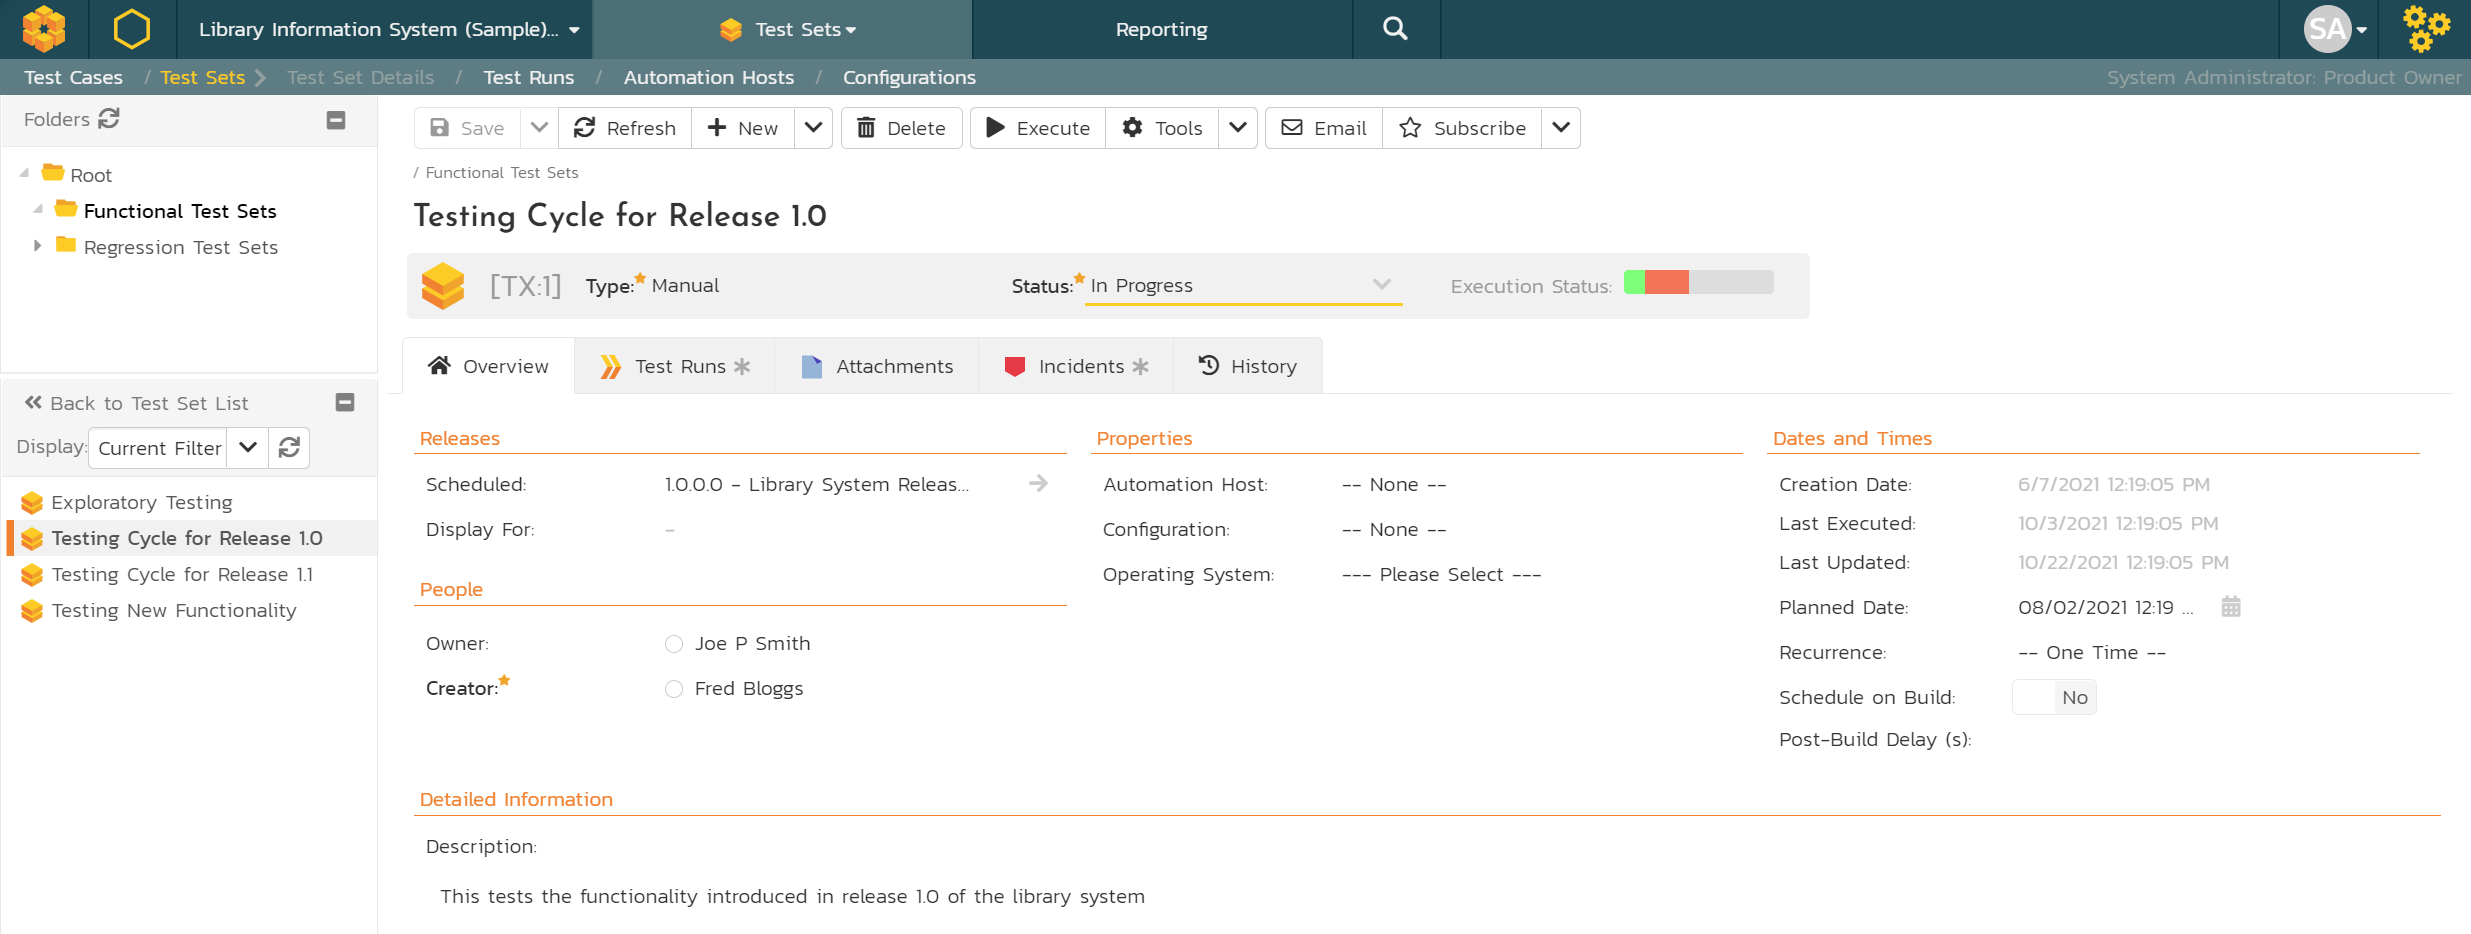 Library Information System (Sample)... Test Sets Reporting SA
Test Cases / Test Sets Test Set Details / Test Runs / Automation Hosts / Configurations System Administrator: Product Owner
Folders
Root
Functional Test Sets
Regression Test Sets
Back to Test Set List
Display: Current Filter
Exploratory Testing
Testing Cycle for Release 1.0
Testing Cycle for Release 1.1
Testing New Functionality
Save Refresh New Delete Execute Tools Email Subscribe
/ Functional Test Sets
Testing Cycle for Release 1.0
[TX:1] Type: Manual Status: In Progress Execution Status:
Overview Test Runs Attachments Incidents History
Releases
Scheduled: 1.0.0.0 - Library System Releas...
Display For: -
People
Owner: Joe P Smith
Creator: Fred Bloggs
Properties
Automation Host: -- None --
Configuration: -- None --
Operating System: --- Please Select ---
Dates and Times
Creation Date: 6/7/2021 12:19:05 PM
Last Executed: 10/3/2021 12:19:05 PM
Last Updated: 10/22/2021 12:19:05 PM
Planned Date: 08/02/2021 12:19 ...
Recurrence: -- One Time --
Schedule on Build: No
Post-Build Delay (s):
Detailed Information
Description:
This tests the functionality introduced in release 1.0 of the library system